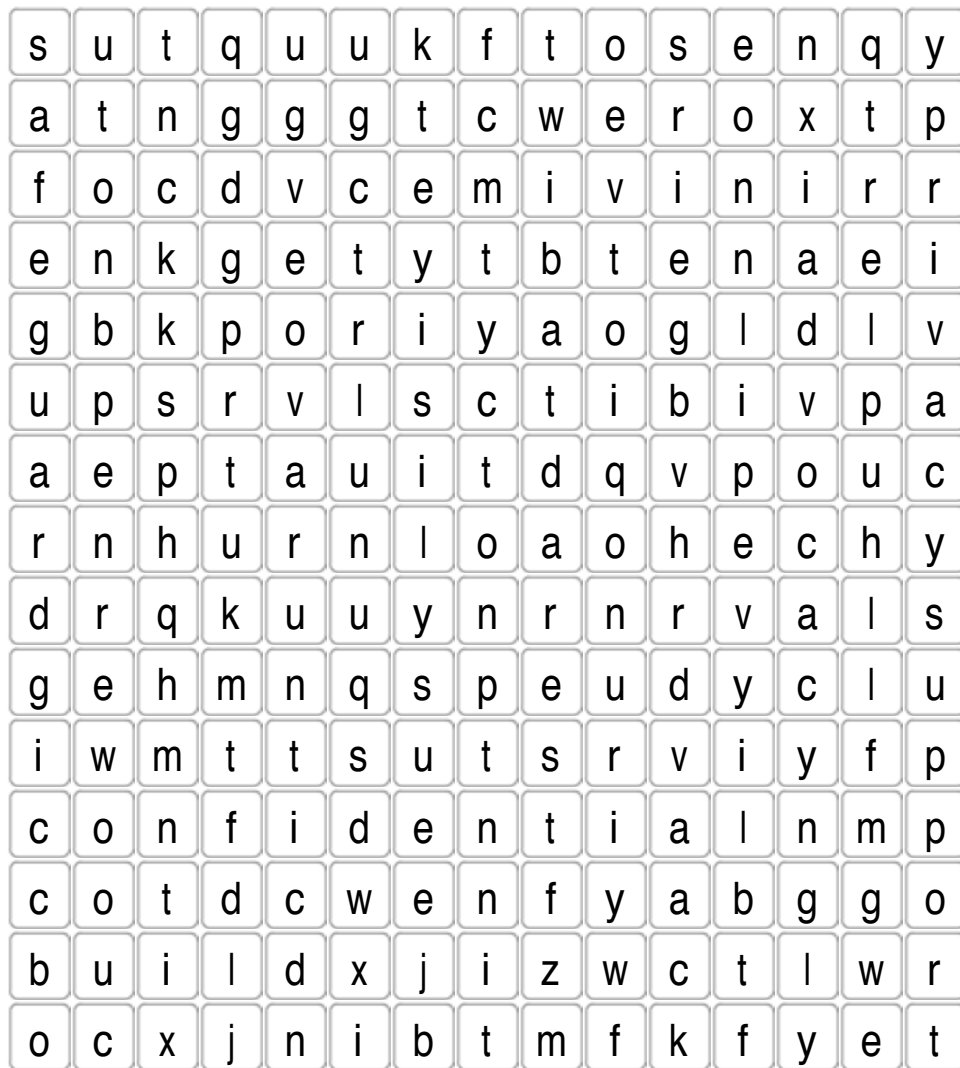 s u t q u u k f t o s e n q y
a t n g g g t c w e r o x t p
f o c d v c e m i v i n i r r
e n k g e t y t b t e n a e i
g b k p o r i y a o g l d l v
u p s r v l s c t i b i v p a
a e p t a u i t d q v p o u c
r n h u r n l o a o h e c h y
d r q k u u y n r n r v a l s
g e h m n q s p e u d y c l u
i w m t t s u t s r v i y f p
c o n f i d e n t i a l n m p
c o t d c w e n f y a b g g o
b u i l d x j i z w c t l w r
o c x j n i b t m f k f y e t